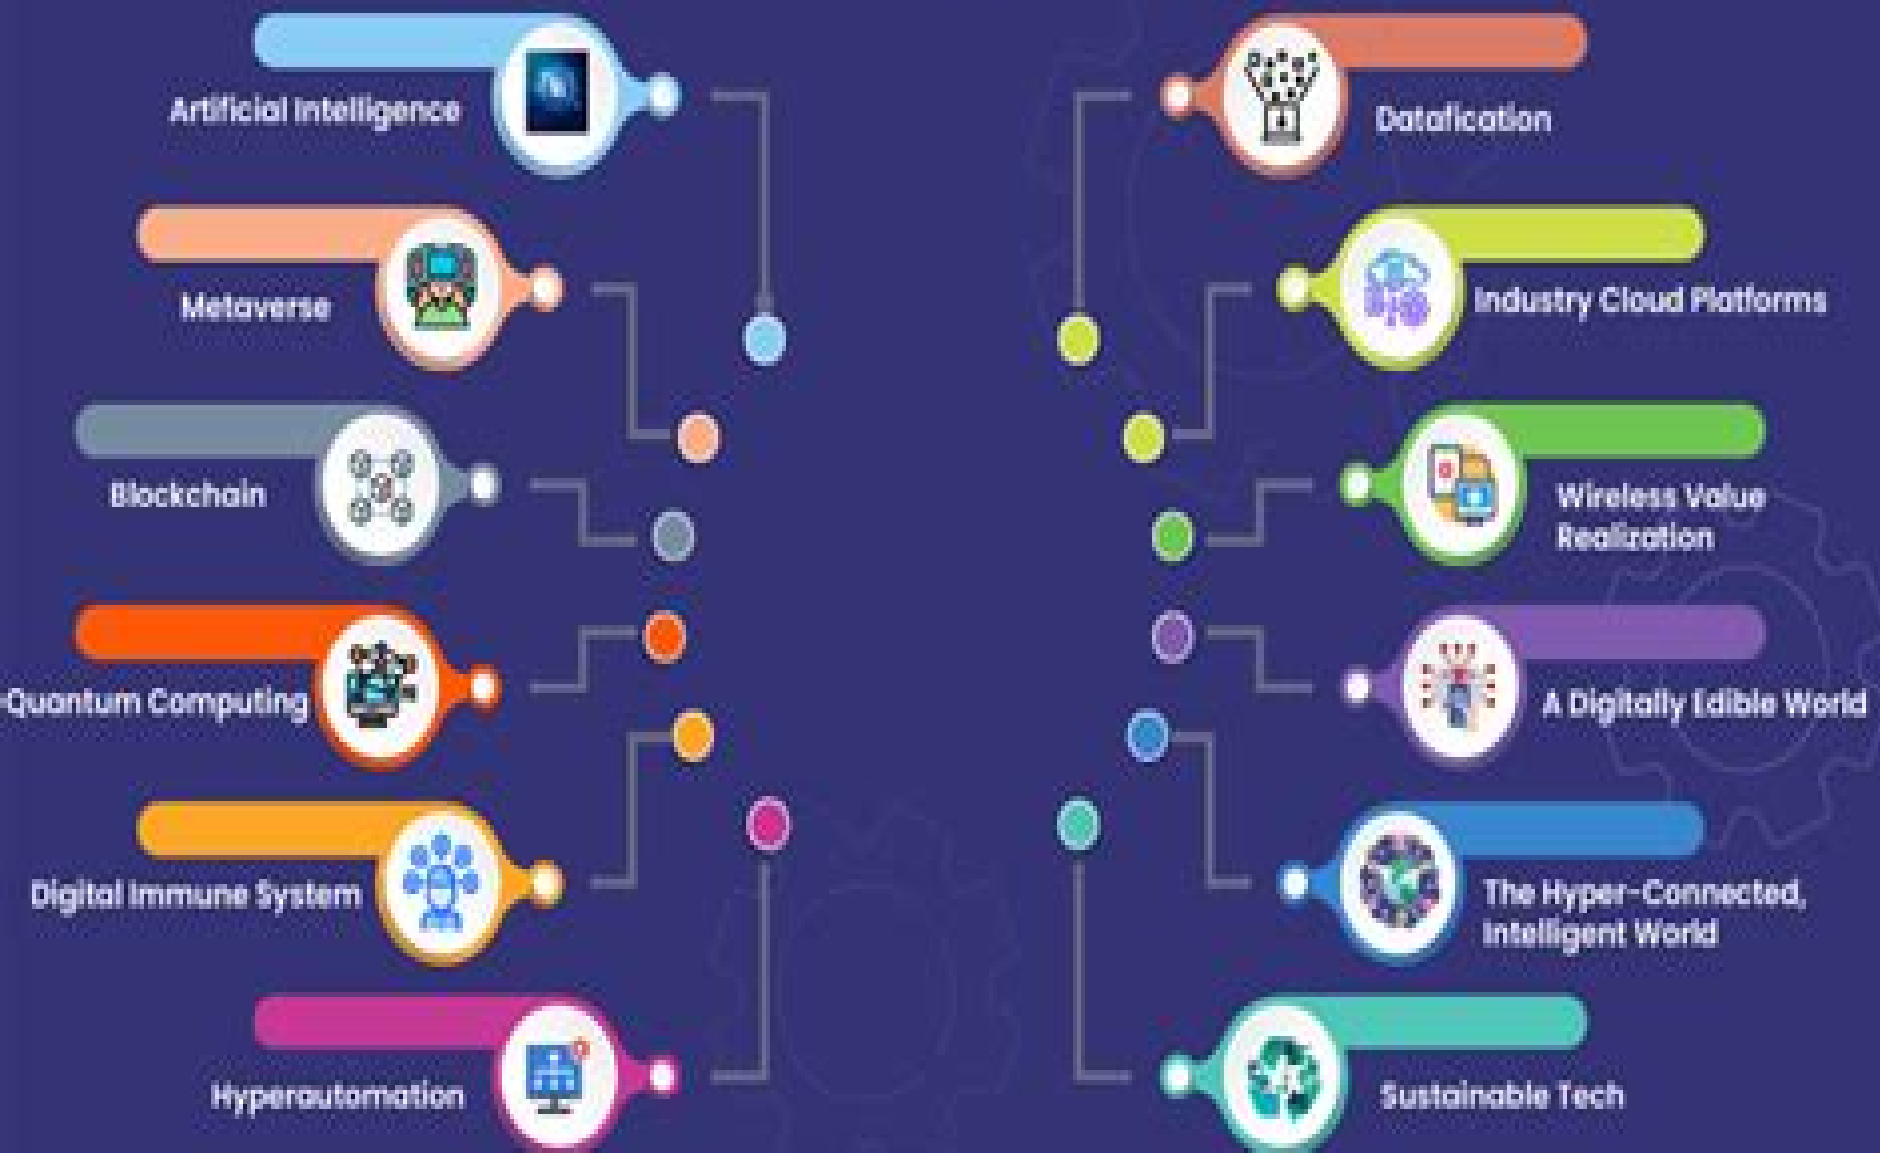 Artificial Intelligence
Metaverse
Blockchain
-Quantum Computing
Digital Immune System
Hyperautomation
Datafication
Industry Cloud Platforms
Wireless Value
Realization
A Digitally Edible World
The Hyper-Connected,
Intelligent World
Sustainable Tech